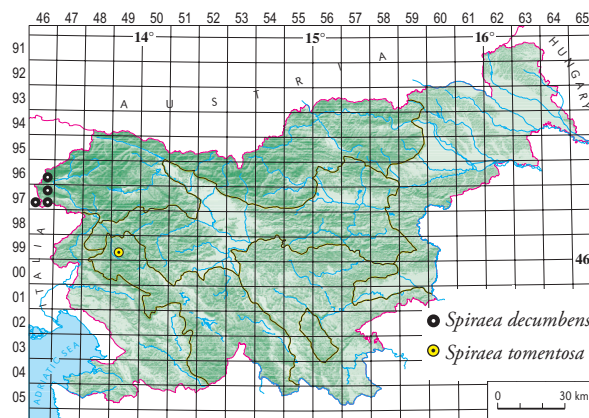 46 47 48 49 50 51 52 53 54 55 56 57 58 59 60 61 62 63 64 65
14° 15° 16°
91
92
93
94
95
96
97
98
99
00
01
02
03
04
05
AUSTRIA
HUNGARY
ITALIA
ADRIATIC SEA
46
Spiraea decumbens
Spiraea tomentosa
0 30 km